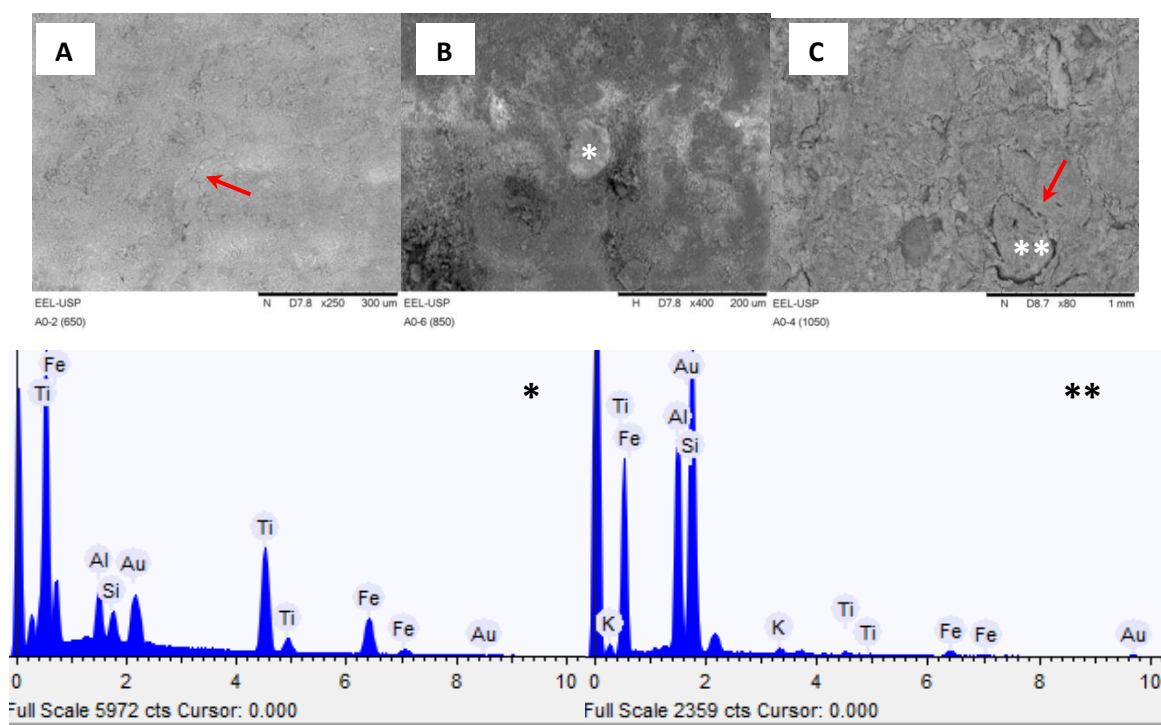 A
B
C
*
**
EEL-USP N D7.8 x250 300 um
A0-2 (650)
EEL-USP H D7.8 x400 200 um
A0-6 (850)
EEL-USP N D8.7 x80 1 mm
A0-4 (1050)
Fe
Ti
*
Al
Si
Au
Ti
Ti
Fe
Fe
Au
0 2 4 6 8 10
Full Scale 5972 cts Cursor: 0.000
Au
**
Ti
Al
Fe
Si
K
K
Ti
Ti
Fe
Fe
Au
0 2 4 6 8 10
Full Scale 2359 cts Cursor: 0.000